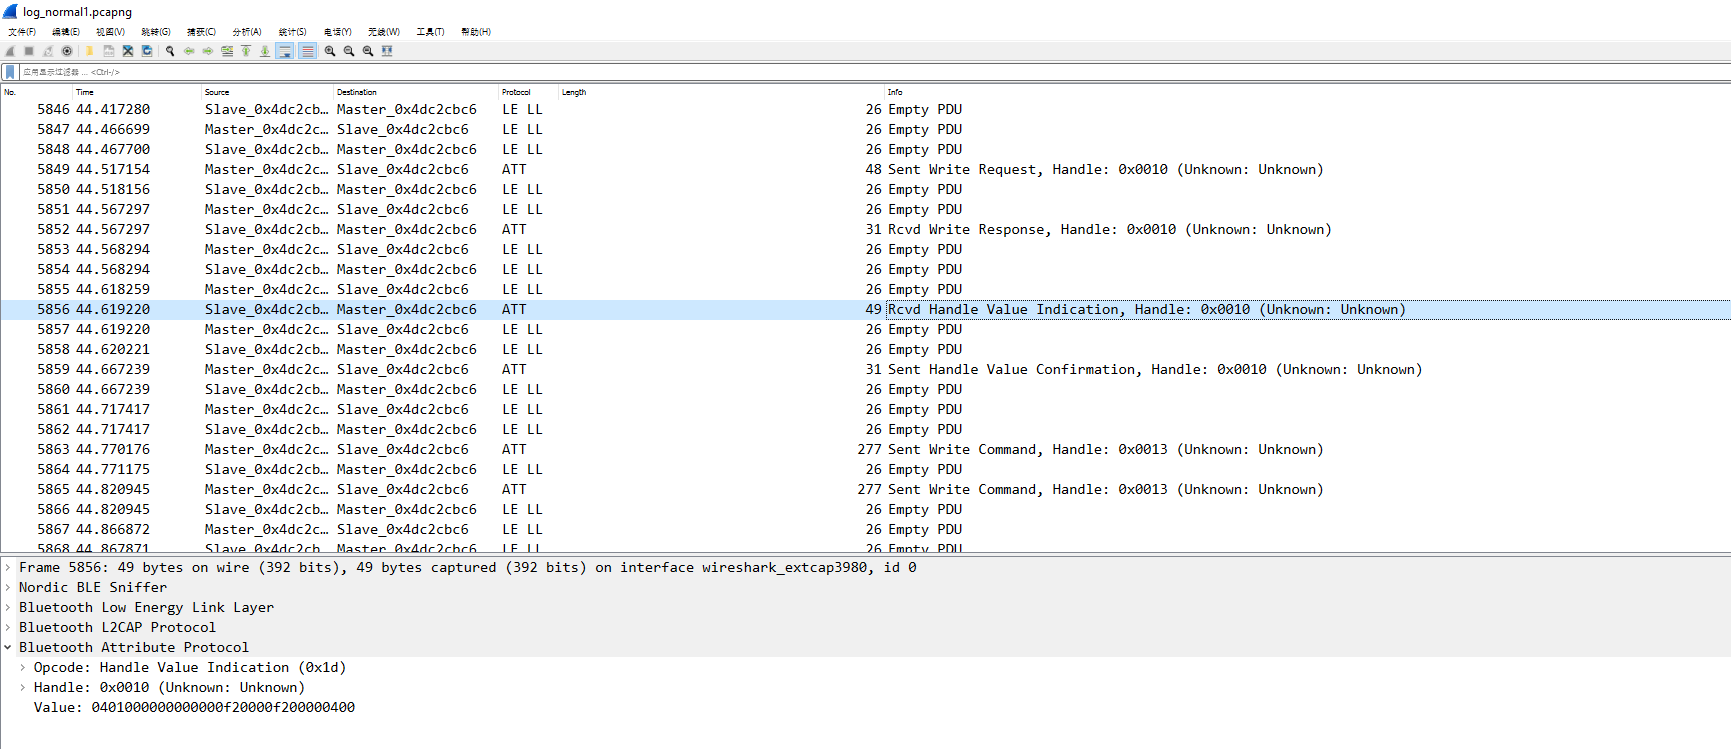 log_normal1.pcapng
文件(F) 编辑(E) 视图(V) 跳转(G) 捕获(C) 分析(A) 统计(S) 电话(Y) 无线(W) 工具(T) 帮助(H)
应用显示过滤器 … <Ctrl-/>
No. Time Source Destination Protocol Length Info
5846 44.417280 Slave_0x4dc2cb… Master_0x4dc2cbc6 LE LL 26 Empty PDU
5847 44.466699 Master_0x4dc2c… Slave_0x4dc2cbc6 LE LL 26 Empty PDU
5848 44.467700 Slave_0x4dc2cb… Master_0x4dc2cbc6 LE LL 26 Empty PDU
5849 44.517154 Master_0x4dc2c… Slave_0x4dc2cbc6 ATT 48 Sent Write Request, Handle: 0x0010 (Unknown: Unknown)
5850 44.518156 Slave_0x4dc2cb… Master_0x4dc2cbc6 LE LL 26 Empty PDU
5851 44.567297 Master_0x4dc2c… Slave_0x4dc2cbc6 LE LL 26 Empty PDU
5852 44.567297 Slave_0x4dc2cb… Master_0x4dc2cbc6 ATT 31 Rcvd Write Response, Handle: 0x0010 (Unknown: Unknown)
5853 44.568294 Master_0x4dc2c… Slave_0x4dc2cbc6 LE LL 26 Empty PDU
5854 44.568294 Slave_0x4dc2cb… Master_0x4dc2cbc6 LE LL 26 Empty PDU
5855 44.618259 Master_0x4dc2c… Slave_0x4dc2cbc6 LE LL 26 Empty PDU
5856 44.619220 Slave_0x4dc2cb… Master_0x4dc2cbc6 ATT 49 Rcvd Handle Value Indication, Handle: 0x0010 (Unknown: Unknown)
5857 44.619220 Master_0x4dc2c… Slave_0x4dc2cbc6 LE LL 26 Empty PDU
5858 44.620221 Slave_0x4dc2cb… Master_0x4dc2cbc6 LE LL 26 Empty PDU
5859 44.667239 Master_0x4dc2c… Slave_0x4dc2cbc6 ATT 31 Sent Handle Value Confirmation, Handle: 0x0010 (Unknown: Unknown)
5860 44.667239 Slave_0x4dc2cb… Master_0x4dc2cbc6 LE LL 26 Empty PDU
5861 44.717417 Master_0x4dc2c… Slave_0x4dc2cbc6 LE LL 26 Empty PDU
5862 44.717417 Slave_0x4dc2cb… Master_0x4dc2cbc6 LE LL 26 Empty PDU
5863 44.770176 Master_0x4dc2c… Slave_0x4dc2cbc6 ATT 277 Sent Write Command, Handle: 0x0013 (Unknown: Unknown)
5864 44.771175 Slave_0x4dc2cb… Master_0x4dc2cbc6 LE LL 26 Empty PDU
5865 44.820945 Master_0x4dc2c… Slave_0x4dc2cbc6 ATT 277 Sent Write Command, Handle: 0x0013 (Unknown: Unknown)
5866 44.820945 Slave_0x4dc2cb… Master_0x4dc2cbc6 LE LL 26 Empty PDU
5867 44.866872 Master_0x4dc2c… Slave_0x4dc2cbc6 LE LL 26 Empty PDU
5868 44.867871 Slave_0x4dc2cb… Master_0x4dc2cbc6 LE LL 26 Empty PDU
Frame 5856: 49 bytes on wire (392 bits), 49 bytes captured (392 bits) on interface wireshark_extcap3980, id 0
Nordic BLE Sniffer
Bluetooth Low Energy Link Layer
Bluetooth L2CAP Protocol
Bluetooth Attribute Protocol
Opcode: Handle Value Indication (0x1d)
Handle: 0x0010 (Unknown: Unknown)
Value: 0401000000000000f20000f200000400